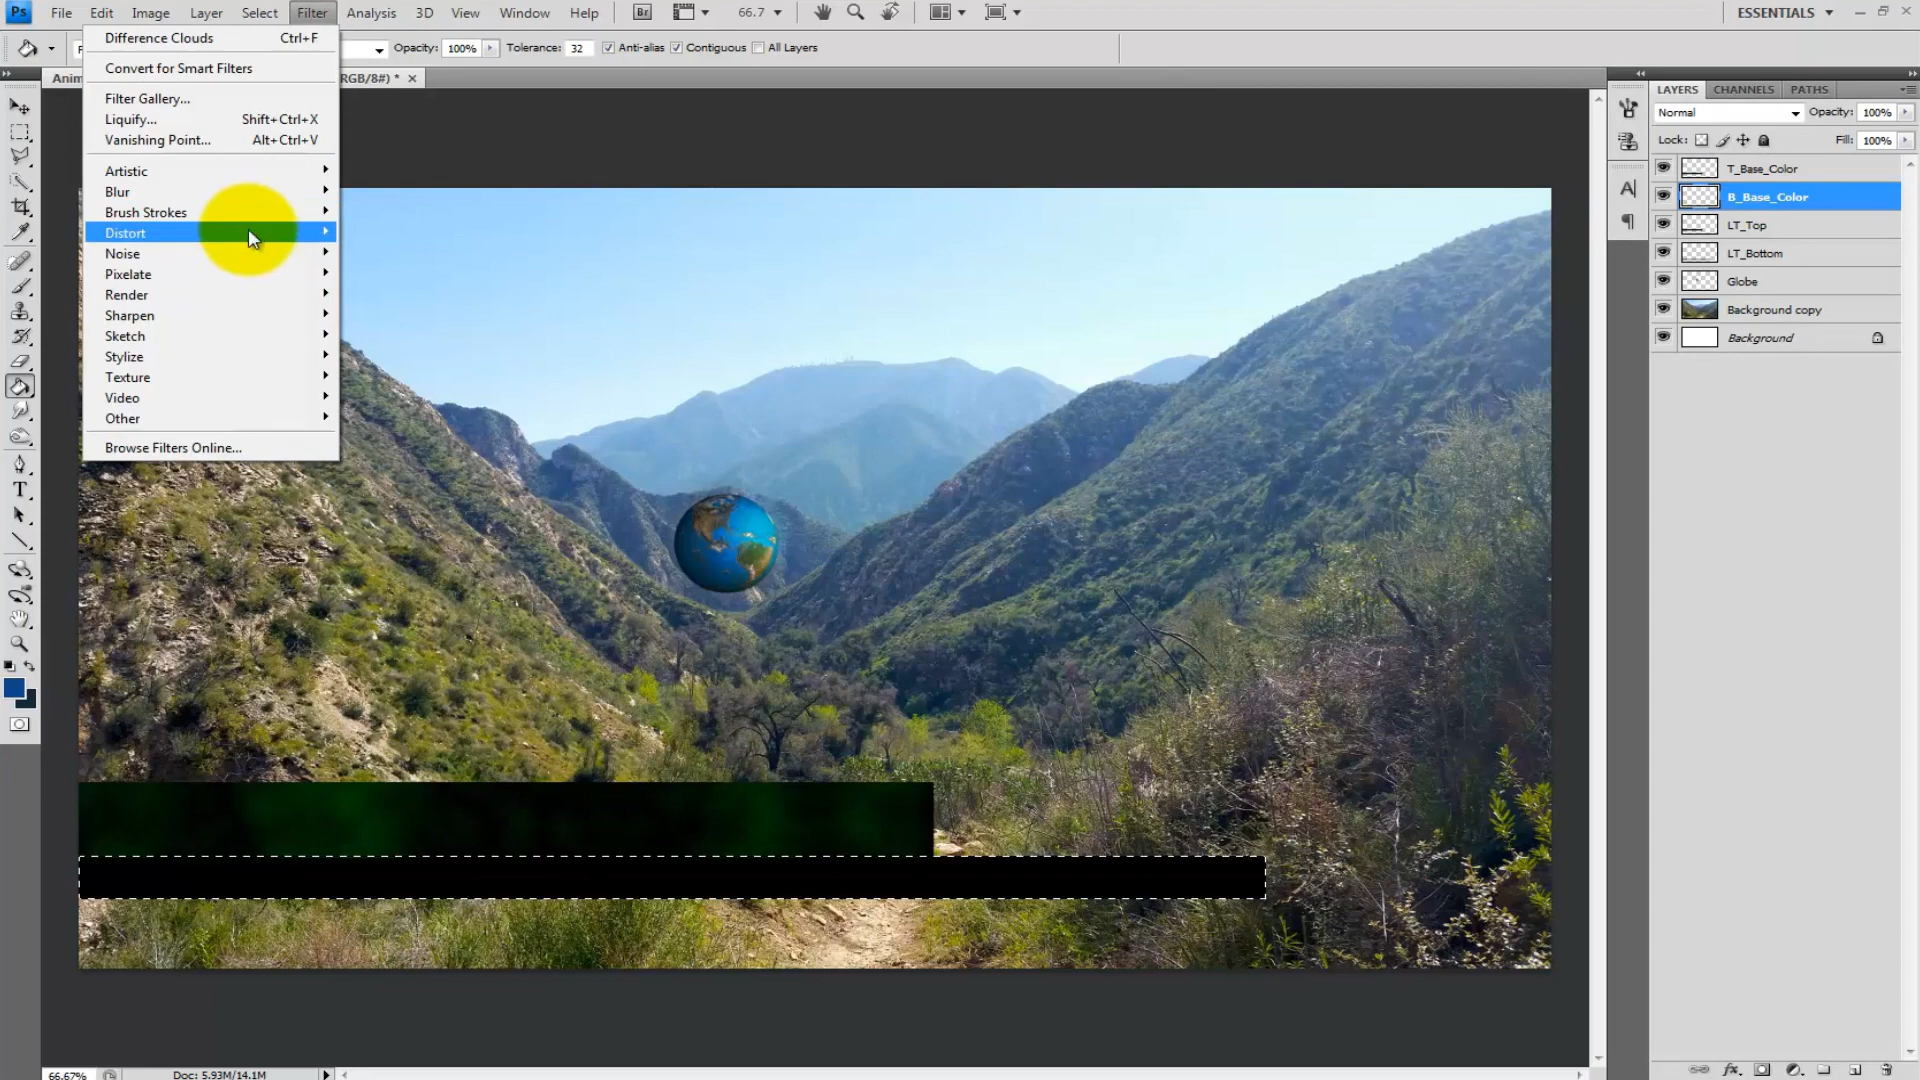 Ps File Edit Image Layer Select Filter Analysis 3D View Window Help Br 66.7 ESSENTIALS
Opacity: 100% Tolerance: 32 Anti-alias Contiguous All Layers
RGB/8#) *
Difference Clouds Ctrl+F
Convert for Smart Filters
Filter Gallery...
Liquify... Shift+Ctrl+X
Vanishing Point... Alt+Ctrl+V
Artistic
Blur
Brush Strokes
Distort
Noise
Pixelate
Render
Sharpen
Sketch
Stylize
Texture
Video
Other
Browse Filters Online...
LAYERS CHANNELS PATHS
Normal Opacity: 100%
Lock: Fill: 100%
T_Base_Color
B_Base_Color
LT_Top
LT_Bottom
Globe
Background copy
Background
66.67% Doc: 5.93M/14.1M